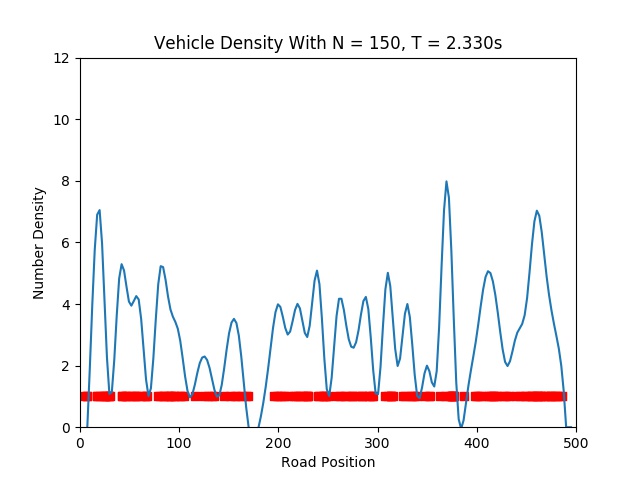 Vehicle Density With N = 150, T = 2.330s
12
10
8
6
4
2
0
Number Density
0 100 200 300 400 500
Road Position